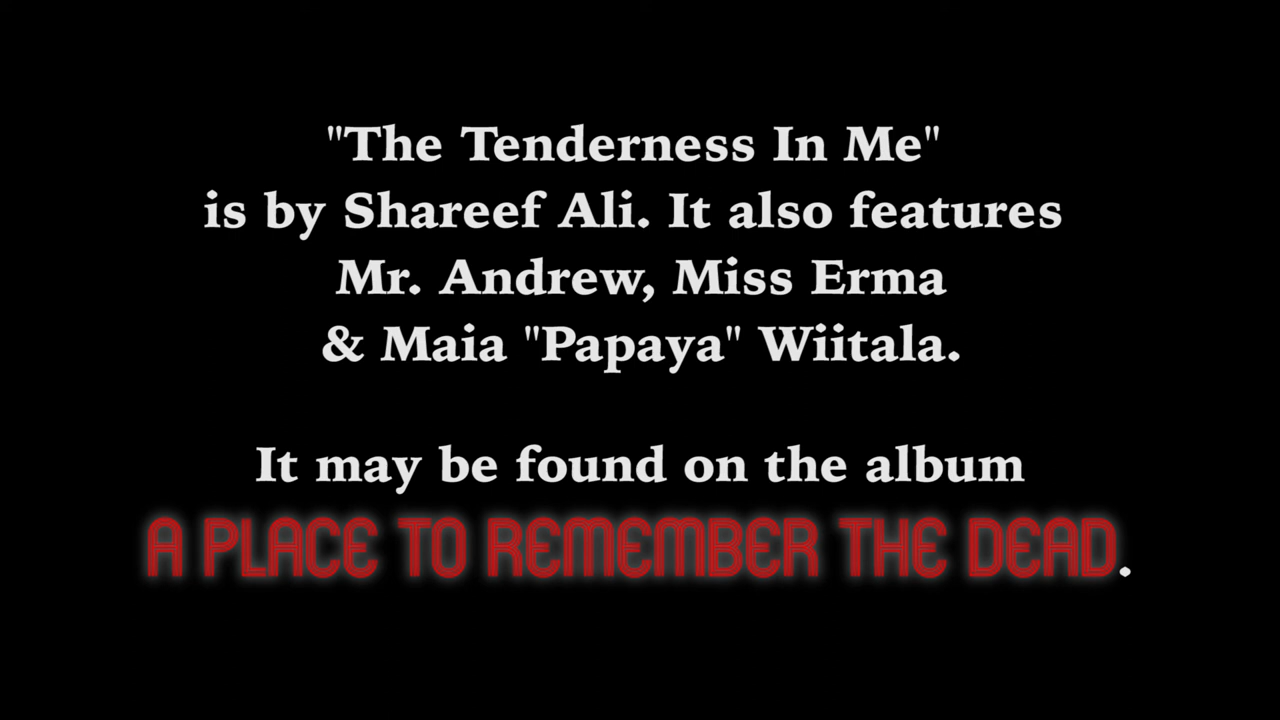 "The Tenderness In Me"
is by Shareef Ali. It also features
Mr. Andrew, Miss Erma
& Maia "Papaya" Wiitala.
It may be found on the album
A PLACE TO REMEMBER THE DEAD.